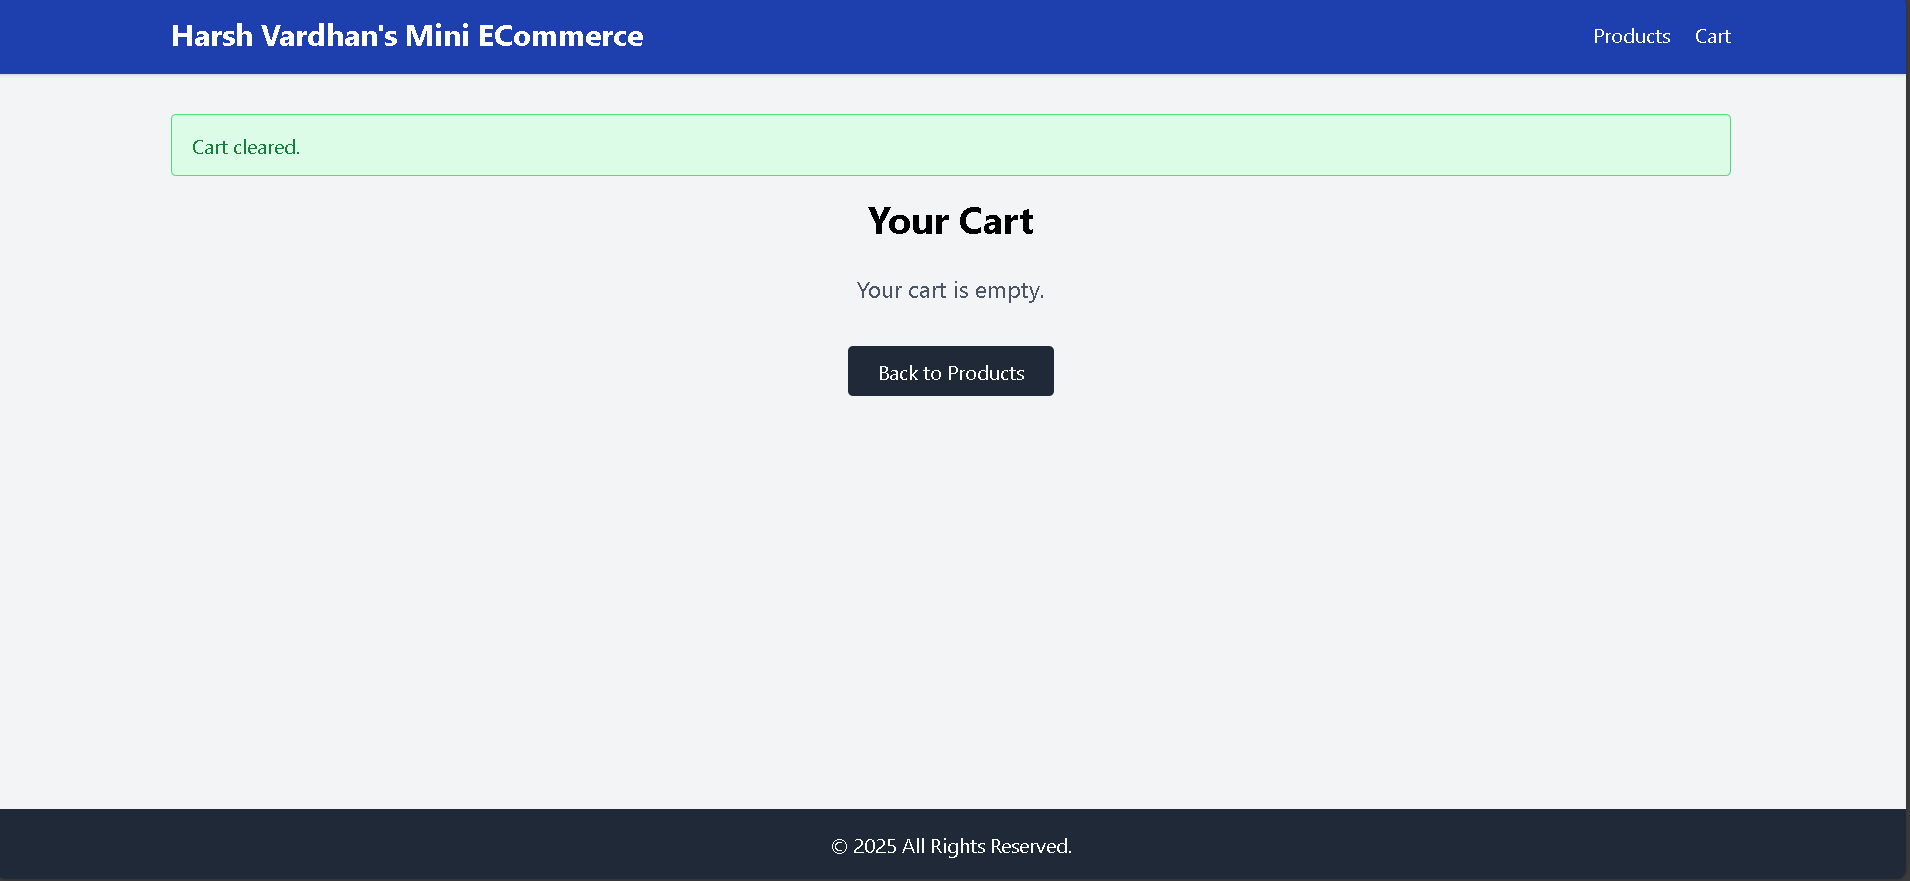 Harsh Vardhan's Mini ECommerce
Products Cart
Cart cleared.
Your Cart
Your cart is empty.
Back to Products
© 2025 All Rights Reserved.